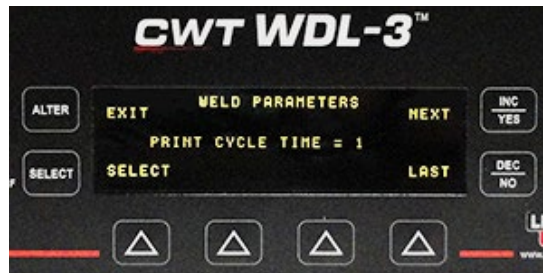 CWT WDL-3™
ALTER
EXIT WELD PARAMETERS NEXT
INC
YES
PRINT CYCLE TIME = 1
SELECT
SELECT LAST
DEC
NO